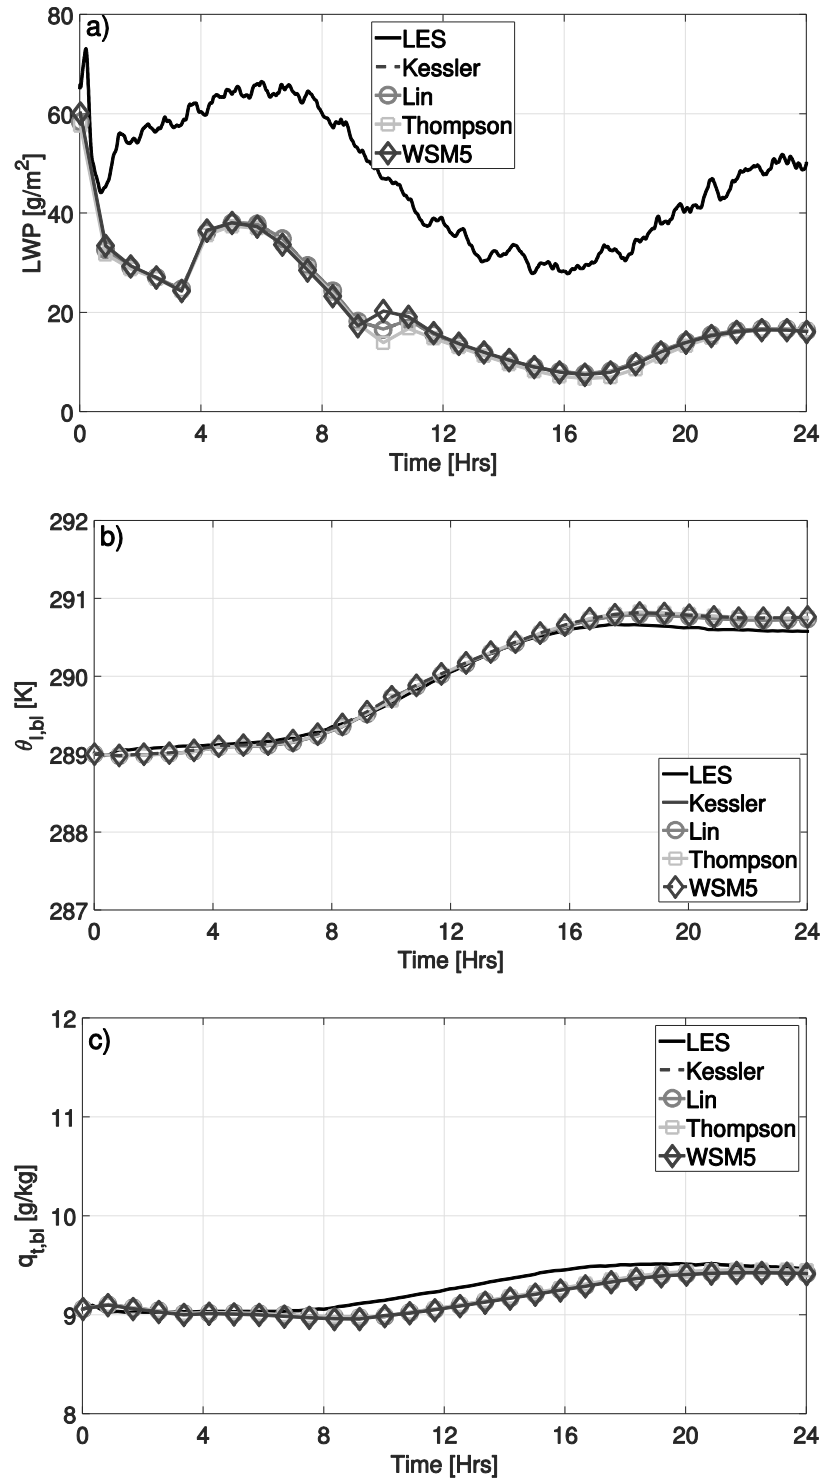 a)
80
60
40
20
0
LWP [g/m2]
LES
Kessler
Lin
Thompson
WSM5
0 4 8 12 16 20 24
Time [Hrs]
b)
292
291
290
289
288
287
θl,bl [K]
LES
Kessler
Lin
Thompson
WSM5
0 4 8 12 16 20 24
Time [Hrs]
c)
12
11
10
9
8
qt,bl [g/kg]
LES
Kessler
Lin
Thompson
WSM5
0 4 8 12 16 20 24
Time [Hrs]